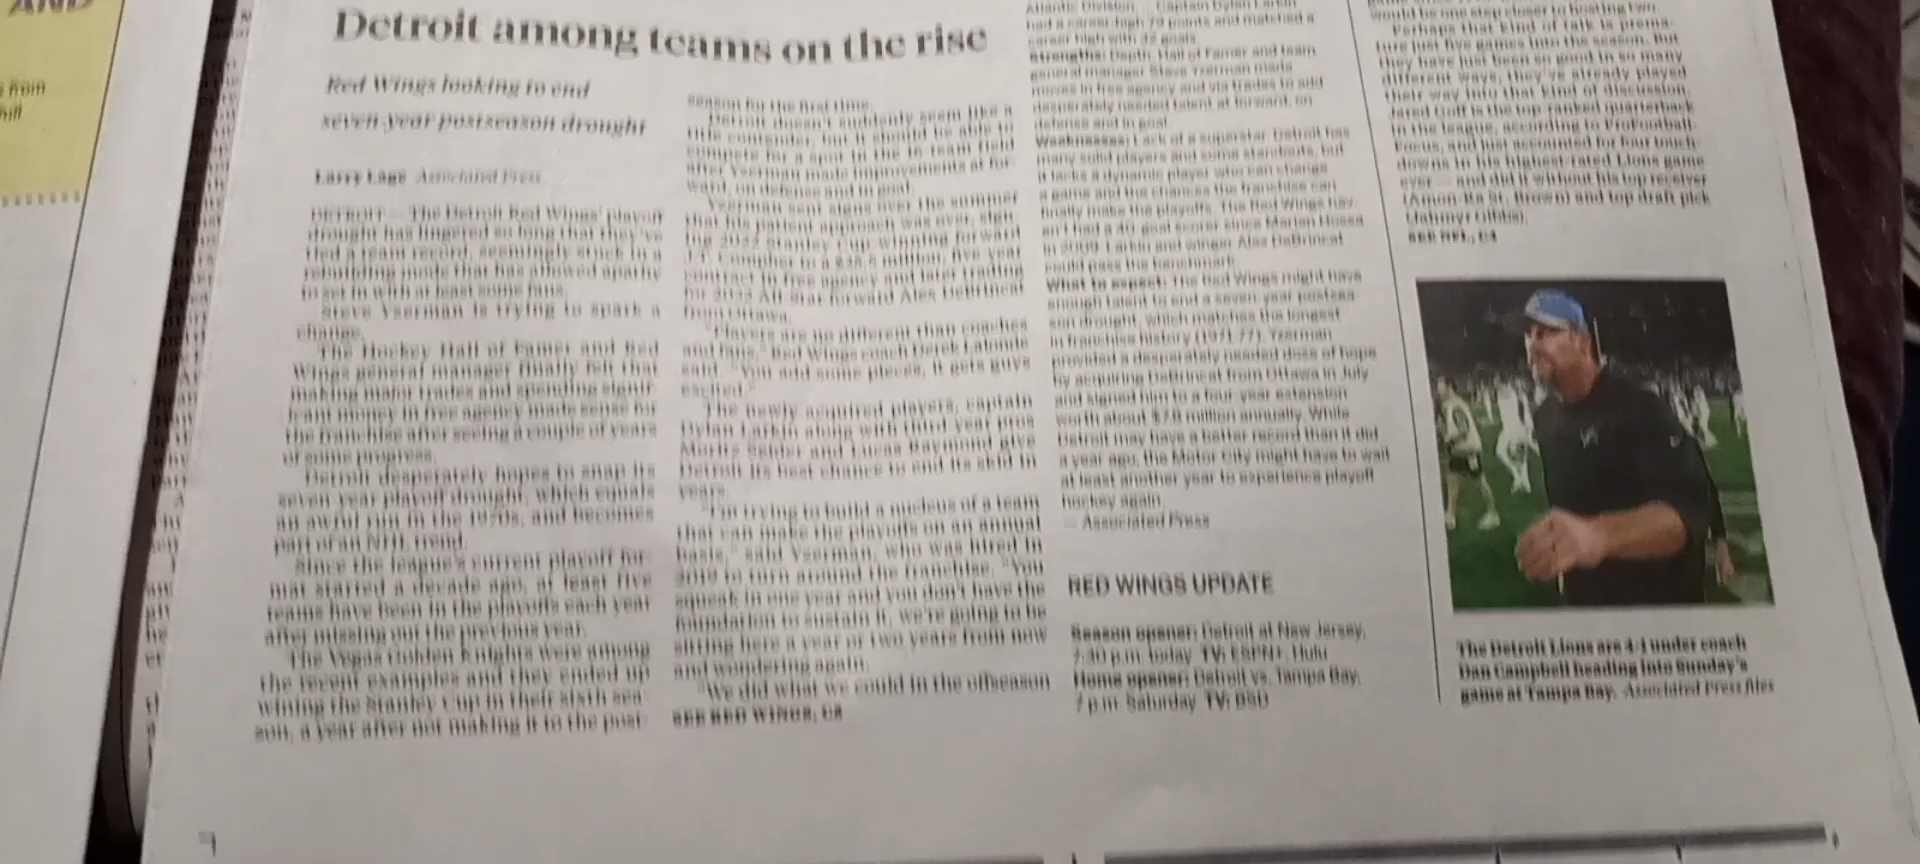 AND
s from
Detroit among teams on the rise
Red Wings looking to end
seven-year postseason drought
Larry Lage Associated Press
DETROIT — The Detroit Red Wings' playoff
drought has lingered so long that they've
tied a team record, seemingly stuck in a
rebuilding mode that has allowed apathy
to set in with at least some fans.
Steve Yzerman is trying to spark a
change.
The Hockey Hall of Famer and Red
Wings general manager finally felt that
making major trades and spending signif-
icant money in free agency made sense for
the franchise after seeing a couple of years
of some progress.
Detroit desperately hopes to snap its
seven-year playoff drought, which equals
an awful run in the 1970s, and becomes
part of an NHL trend.
Since the league's current playoff for-
mat started a decade ago, at least five
teams have been in the playoffs each year
after missing out the previous year.
The Vegas Golden Knights were among
the recent examples and they ended up
wining the Stanley Cup in their sixth sea-
son, a year after not making it to the post-
season for the first time.
Detroit doesn't suddenly seem like a
title contender, but it should be able to
compete for a spot in the 16-team field
after Yzerman made improvements at for-
ward, on defense and in goal.
Yzerman sent signs over the summer
that his patient approach was over, sign-
ing 2022 Stanley Cup-winning forward
J.T. Compher to a $25.5 million, five-year
contract in free agency and later trading
for 2023 All-Star forward Alex DeBrincat
from Ottawa.
"Players are no different than coaches
and fans," Red Wings coach Derek Lalonde
said. "You add some pieces, it gets guys
excited."
The newly acquired players, captain
Dylan Larkin along with third-year pros
Moritz Seider and Lucas Raymond give
Detroit its best chance to end its skid in
years.
"I'm trying to build a nucleus of a team
that can make the playoffs on an annual
basis," said Yzerman, who was hired in
2019 to turn around the franchise. "You
squeak in one year and you don't have the
foundation to sustain it, we're going to be
sitting here a year or two years from now
and wondering again.
"We did what we could in the offseason
SEE RED WINGS, C3
Atlantic Division. ... Captain Dylan Larkin
had a career-high 79 points and matched a
career high with 32 goals.
Strengths: Depth. Hall of Famer and team
general manager Steve Yzerman made
moves in free agency and via trades to add
desperately needed talent at forward, on
defense and in goal.
Weaknesses: Lack of a superstar. Detroit has
many solid players and some standouts, but
it lacks a dynamic player who can change
a game and the chances the franchise can
finally make the playoffs. The Red Wings hav-
en't had a 40-goal scorer since Marian Hossa
in 2009. Larkin and winger Alex DeBrincat
could pass the benchmark.
What to expect: The Red Wings might have
enough talent to end a seven-year postsea-
son drought, which matches the longest
in franchise history (1971-77). Yzerman
provided a desperately needed dose of hope
by acquiring DeBrincat from Ottawa in July
and signed him to a four-year extension
worth about $7.9 million annually. While
Detroit may have a better record than it did
a year ago, the Motor City might have to wait
at least another year to experience playoff
hockey again.
— Associated Press
RED WINGS UPDATE
Season opener: Detroit at New Jersey,
7:30 p.m. today. TV: ESPN+, Hulu
Home opener: Detroit vs. Tampa Bay,
7 p.m. Saturday. TV: BSD
would be one step closer to hosting two.
Perhaps that kind of talk is prema-
ture just five games into the season. But
they have just been so good in so many
different ways, they've already played
their way into that kind of discussion.
Jared Goff is the top-ranked quarterback
in the league, according to ProFootball-
Focus, and just accounted for four touch-
downs in his highest-rated Lions game
ever — and did it without his top receiver
(Amon-Ra St. Brown) and top draft pick
(Jahmyr Gibbs).
SEE NFL, C4
The Detroit Lions are 4-1 under coach
Dan Campbell heading into Sunday's
game at Tampa Bay. Associated Press files